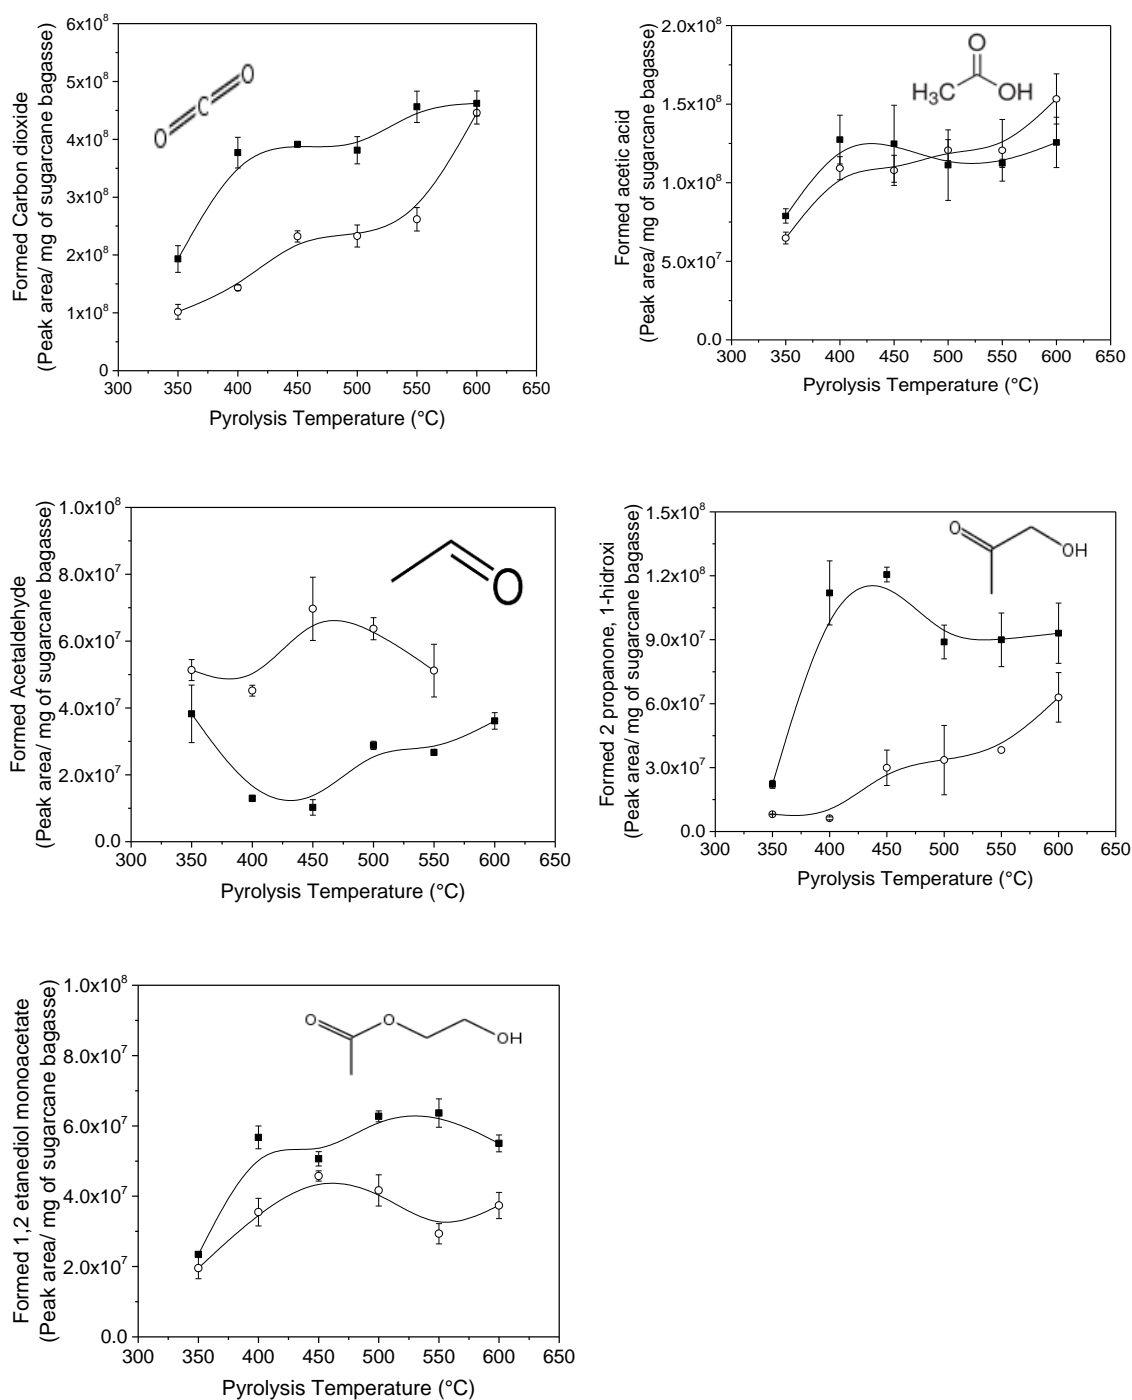 Formed Carbon dioxide
(Peak area/ mg of sugarcane bagasse)
6x10⁸
5x10⁸
4x10⁸
3x10⁸
2x10⁸
1x10⁸
0
O C O
300 350 400 450 500 550 600 650
Pyrolysis Temperature (°C)
Formed acetic acid
(Peak area/ mg of sugarcane bagasse)
2.0x10⁸
1.5x10⁸
1.0x10⁸
5.0x10⁷
0.0
O
H₃C OH
300 350 400 450 500 550 600 650
Pyrolysis Temperature (°C)
Formed Acetaldehyde
(Peak area/ mg of sugarcane bagasse)
1.0x10⁸
8.0x10⁷
6.0x10⁷
4.0x10⁷
2.0x10⁷
0.0
O
300 350 400 450 500 550 600 650
Pyrolysis Temperature (°C)
Formed 2 propanone, 1-hidroxi
(Peak area/ mg of sugarcane bagasse)
1.5x10⁸
1.2x10⁸
9.0x10⁷
6.0x10⁷
3.0x10⁷
0.0
O
OH
300 350 400 450 500 550 600 650
Pyrolysis Temperature (°C)
Formed 1,2 etanediol monoacetate
(Peak area/ mg of sugarcane bagasse)
1.0x10⁸
8.0x10⁷
6.0x10⁷
4.0x10⁷
2.0x10⁷
0.0
O O
OH
300 350 400 450 500 550 600 650
Pyrolysis Temperature (°C)